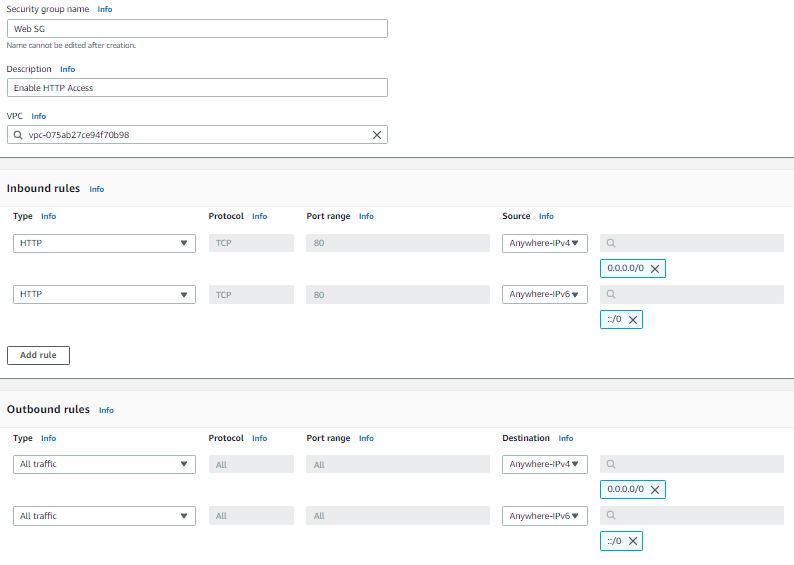 Security group name Info
Web SG
Name cannot be edited after creation.
Description Info
Enable HTTP Access
VPC Info
vpc-075ab27ce94f70b98
Inbound rules Info
Type Info Protocol Info Port range Info Source Info
HTTP TCP 80 Anywhere-IPv4
0.0.0.0/0
HTTP TCP 80 Anywhere-IPv6
::/0
Add rule
Outbound rules Info
Type Info Protocol Info Port range Info Destination Info
All traffic All All Anywhere-IPv4
0.0.0.0/0
All traffic All All Anywhere-IPv6
::/0